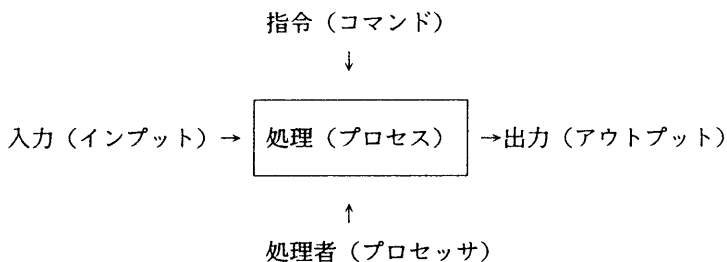 指令（コマンド）
↓
入力（インプット）→ 処理（プロセス） →出力（アウトプット）
↑
処理者（プロセッサ）